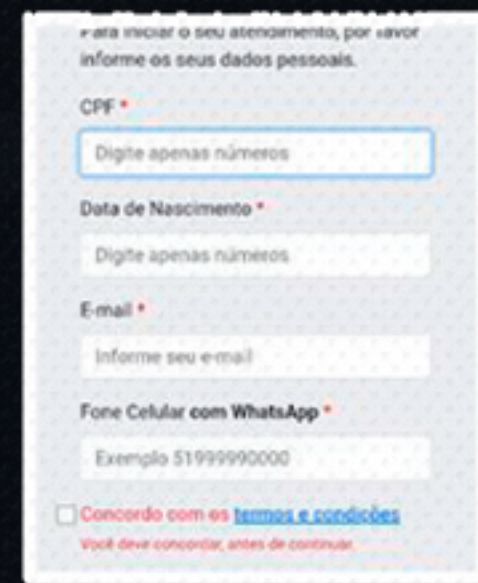 Para iniciar o seu atendimento, por favor
informe os seus dados pessoais.
CPF *
Digite apenas números
Data de Nascimento *
Digite apenas números
E-mail *
Informe seu e-mail
Fone Celular com WhatsApp *
Exemplo 51999990000
Concordo com os termos e condições
Você deve concordar, antes de continuar.